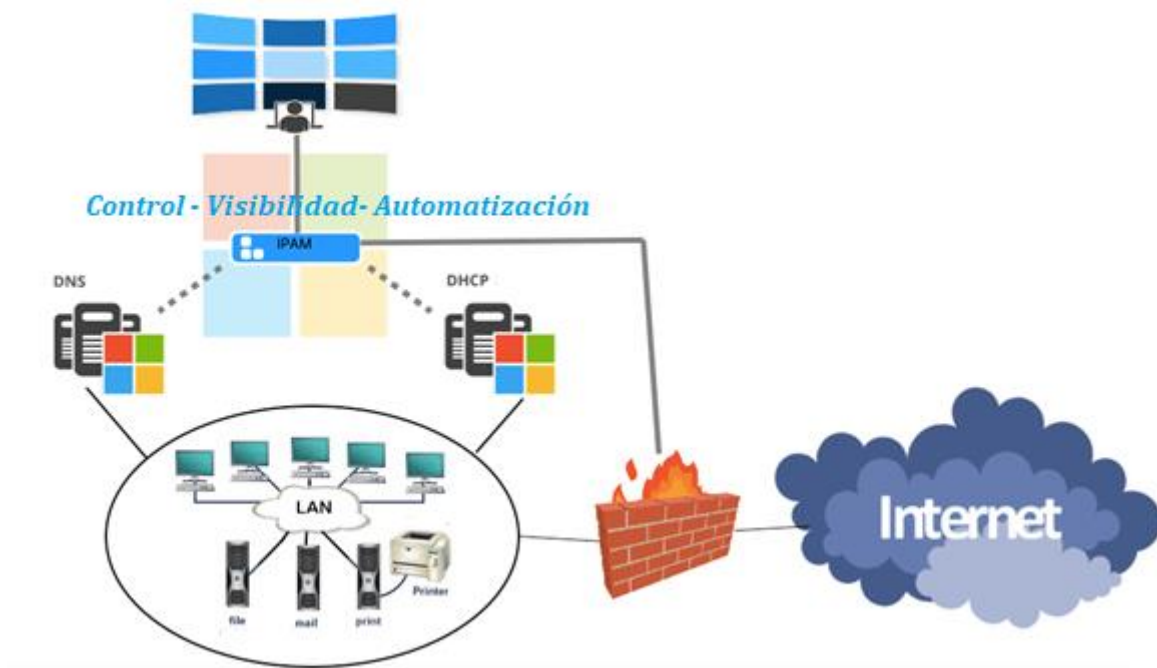 Control - Visibilidad- Automatización
IPAM
DNS
DHCP
LAN
Printer
file
mail
print
Internet